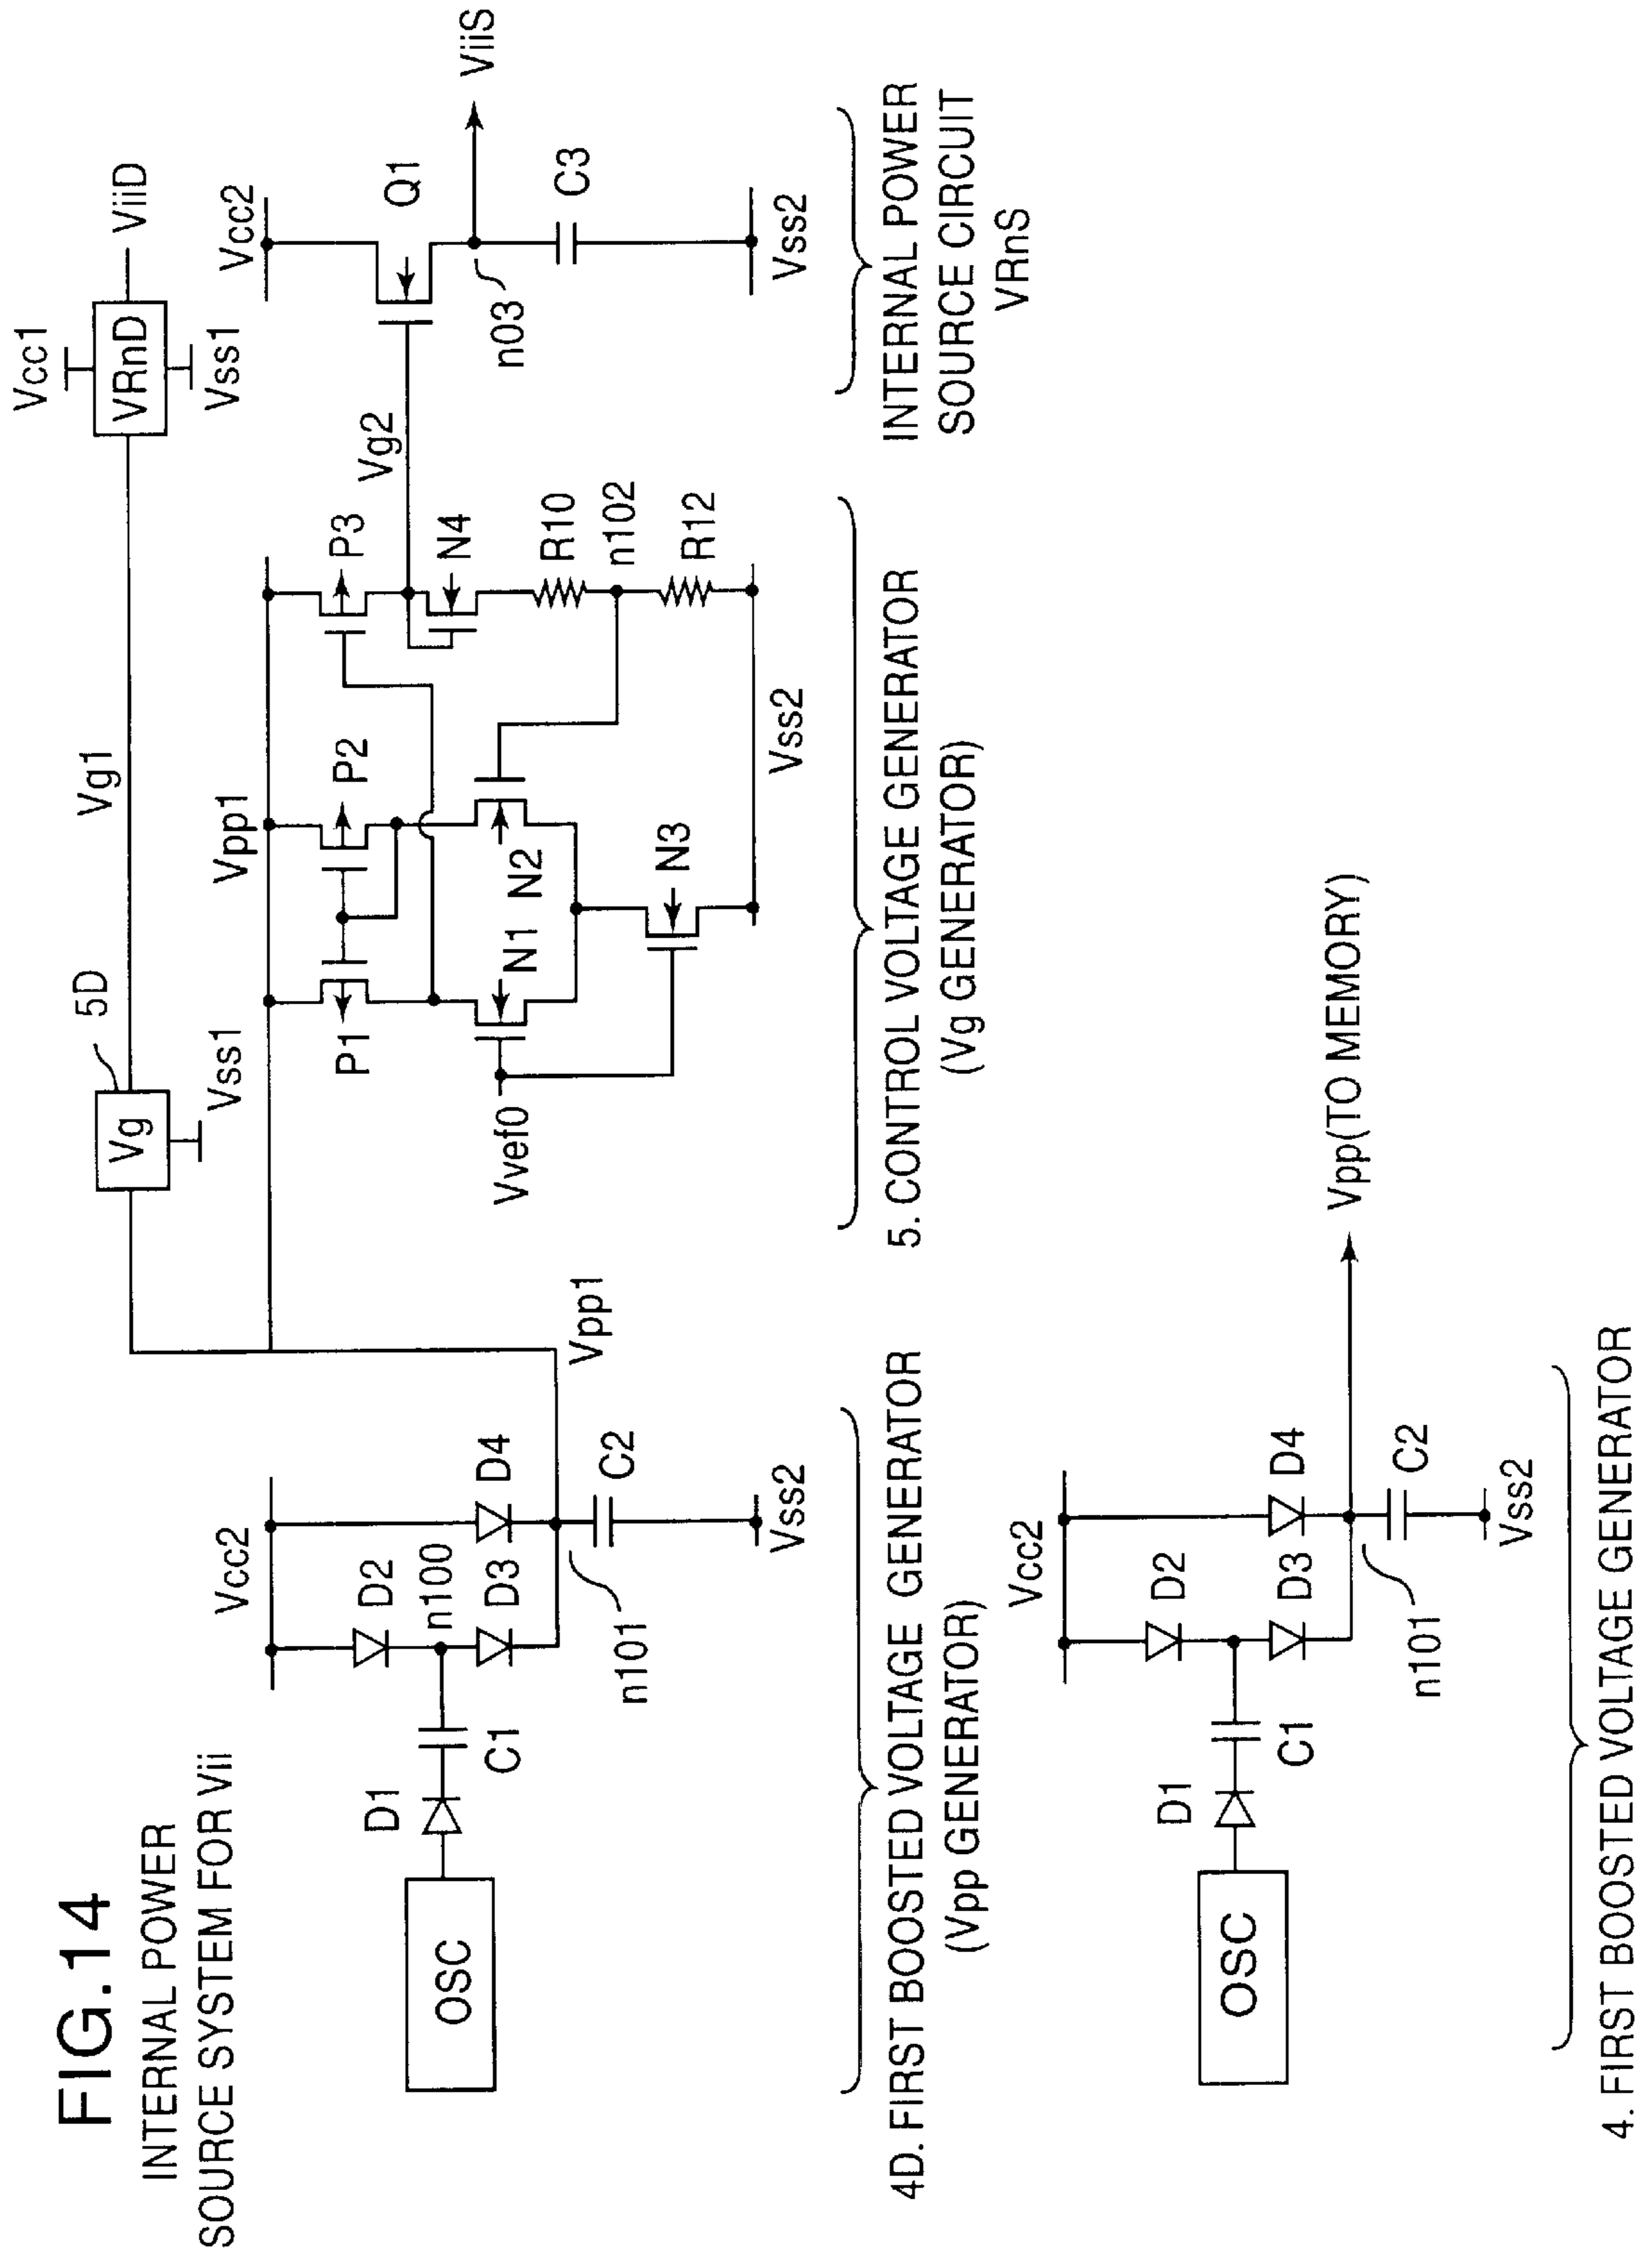 FIG.14
INTERNAL POWER
SOURCE SYSTEM FOR Vii
Vg
5D
Vss1
Vg1
Vcc1
VRnD
Vss1
ViiD
OSC
D1
C1
Vcc2
D2
n100
D3
D4
n101
C2
Vss2
Vpp1
4D. FIRST BOOSTED VOLTAGE GENERATOR
(Vpp GENERATOR)
Vpp1
P1
P2
P3
Vvef0
N1
N2
N3
N4
R10
n102
R12
Vss2
Vg2
5. CONTROL VOLTAGE GENERATOR
(Vg GENERATOR)
Vcc2
Q1
n03
ViiS
C3
Vss2
INTERNAL POWER
SOURCE CIRCUIT
VRnS
OSC
D1
C1
Vcc2
D2
D3
D4
n101
C2
Vss2
Vpp(TO MEMORY)
4. FIRST BOOSTED VOLTAGE GENERATOR